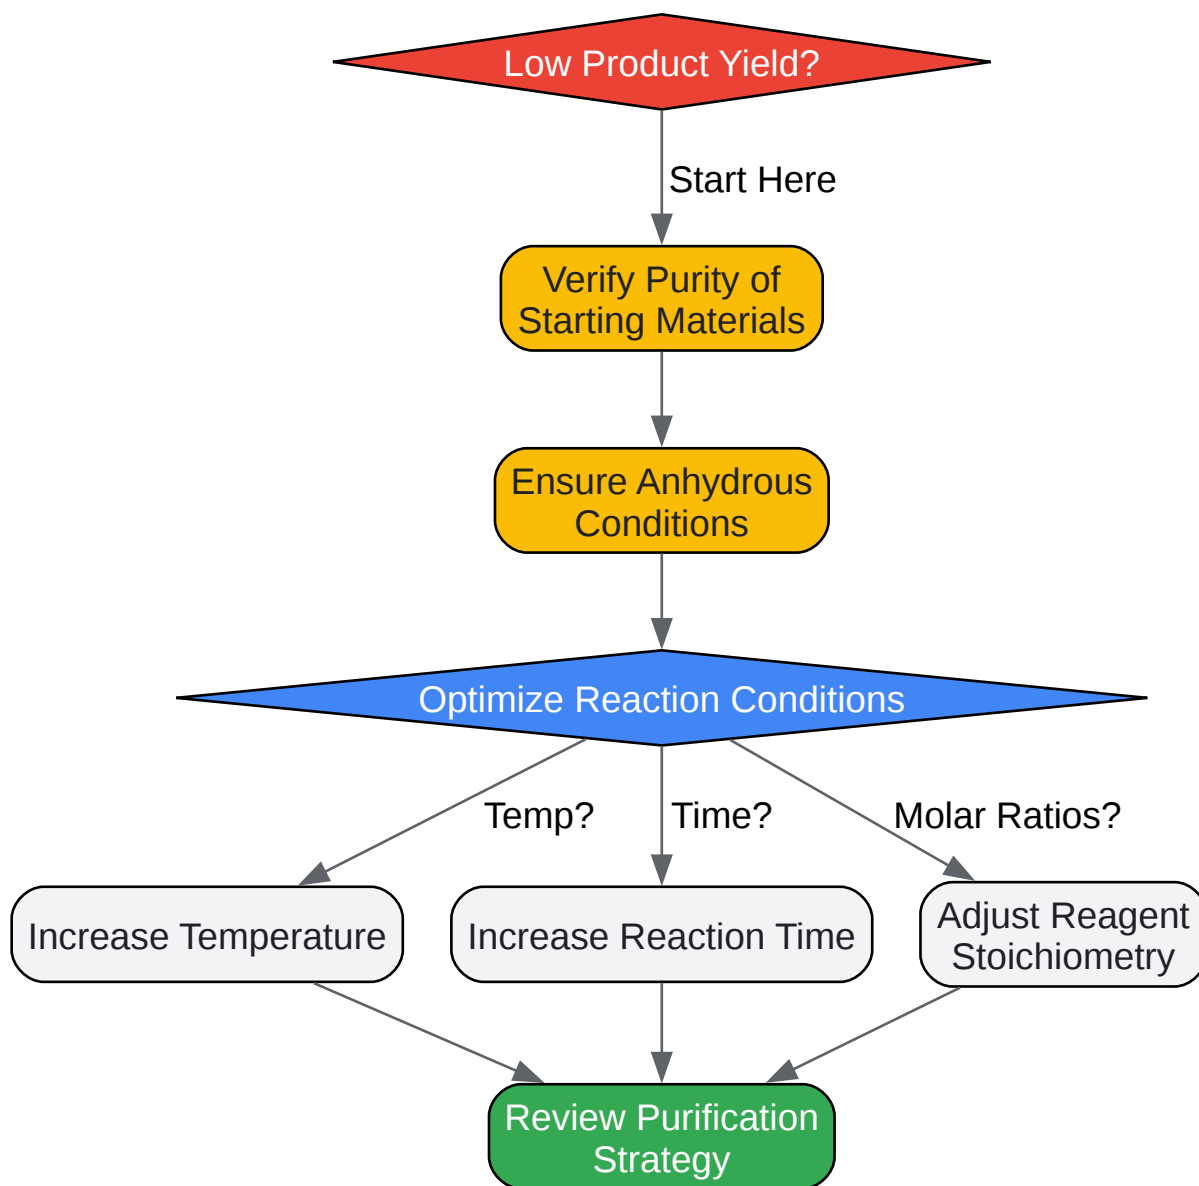 Low Product Yield?
Start Here
Verify Purity of
Starting Materials
Ensure Anhydrous
Conditions
Optimize Reaction Conditions
Temp?
Time?
Molar Ratios?
Increase Temperature
Increase Reaction Time
Adjust Reagent
Stoichiometry
Review Purification
Strategy